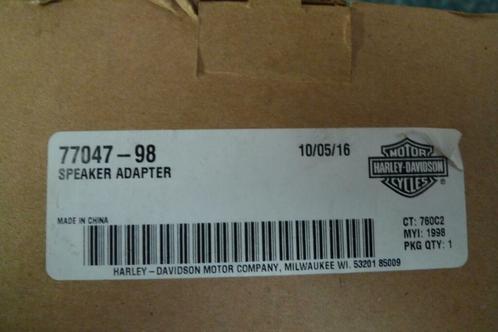 77047-98 10/05/16
SPEAKER ADAPTER
MOTOR
HARLEY-DAVIDSON
CYCLES
®
MADE IN CHINA
CT: 760C2
MYI: 1998
PKG QTY: 1
HARLEY-DAVIDSON MOTOR COMPANY, MILWAUKEE WI. 53201 85009